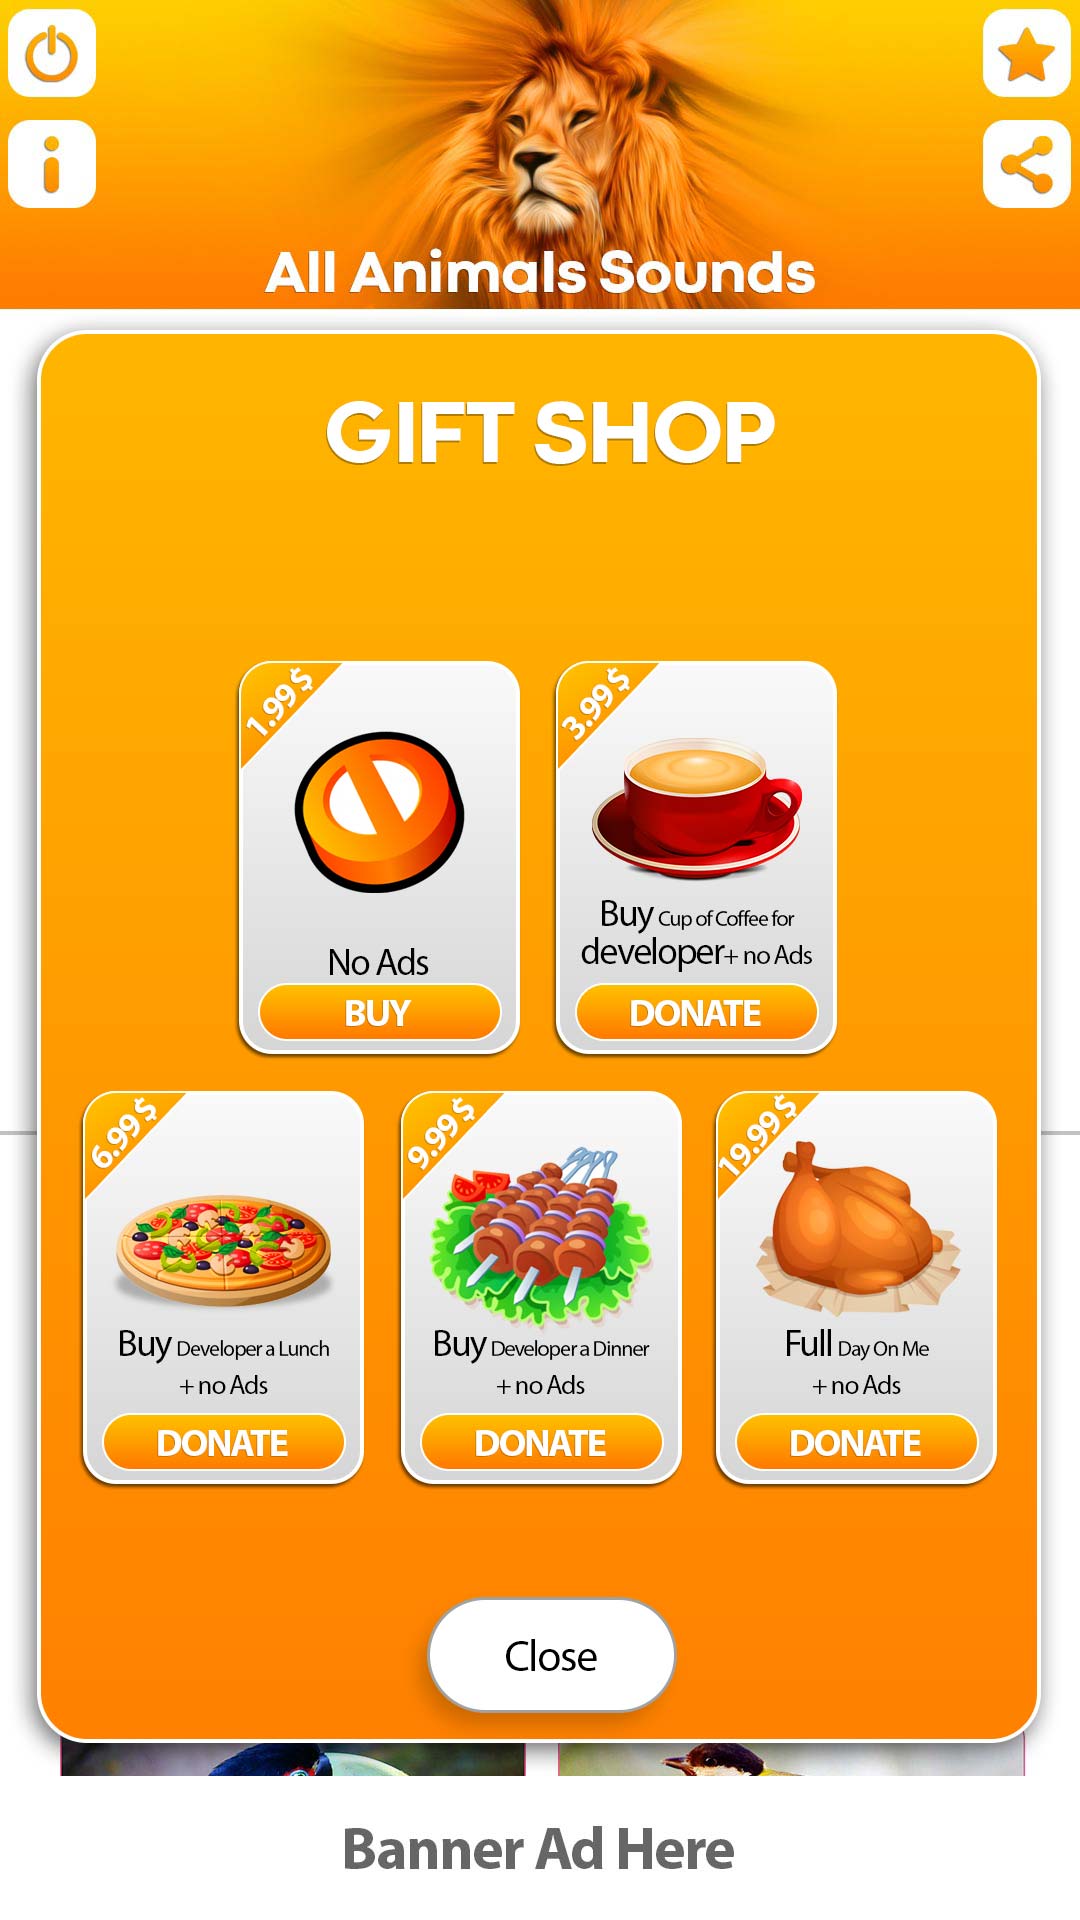 All Animals Sounds
GIFT SHOP
1.99$
3.99$
No Ads
Buy Cup of Coffee for
developer+ no Ads
BUY
DONATE
6.99$
9.99$
19.99$
Buy Developer a Lunch
+ no Ads
Buy Developer a Dinner
+ no Ads
Full Day On Me
+ no Ads
DONATE
DONATE
DONATE
Close
Banner Ad Here